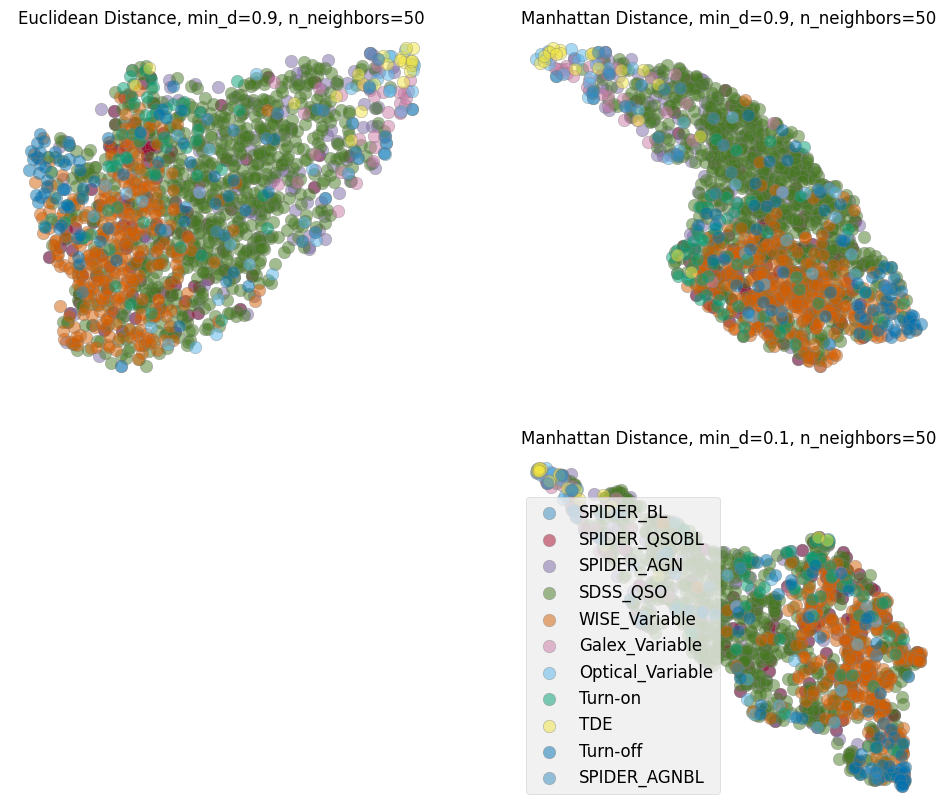 Euclidean Distance, min_d=0.9, n_neighbors=50
Manhattan Distance, min_d=0.9, n_neighbors=50
Manhattan Distance, min_d=0.1, n_neighbors=50
SPIDER_BL
SPIDER_QSOBL
SPIDER_AGN
SDSS_QSO
WISE_Variable
Galex_Variable
Optical_Variable
Turn-on
TDE
Turn-off
SPIDER_AGNBL